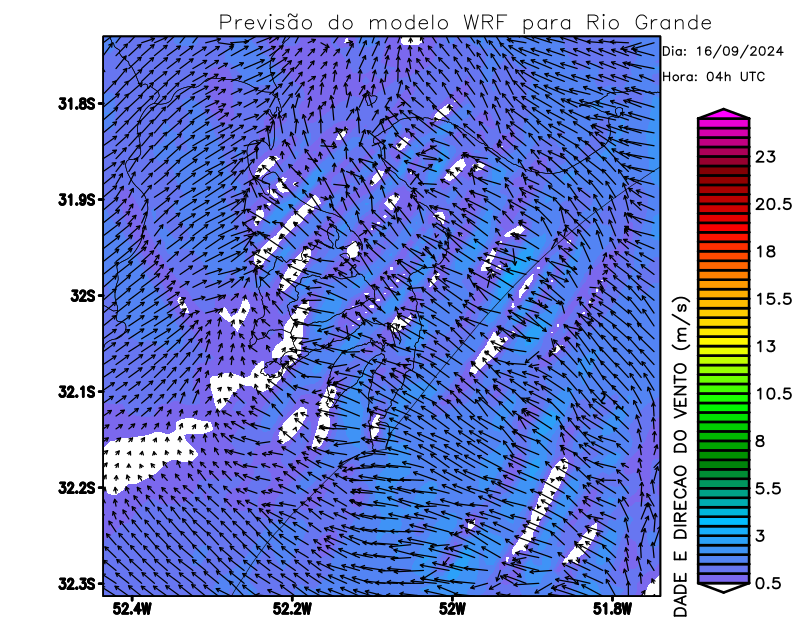 Previsão do modelo WRF para Rio Grande
Dia: 16/09/2024
Hora: 04h UTC
31.8S
31.9S
32S
32.1S
32.2S
32.3S
52.4W
52.2W
52W
51.8W
23
20.5
18
15.5
13
10.5
8
5.5
3
0.5
DADE E DIRECAO DO VENTO (m/s)